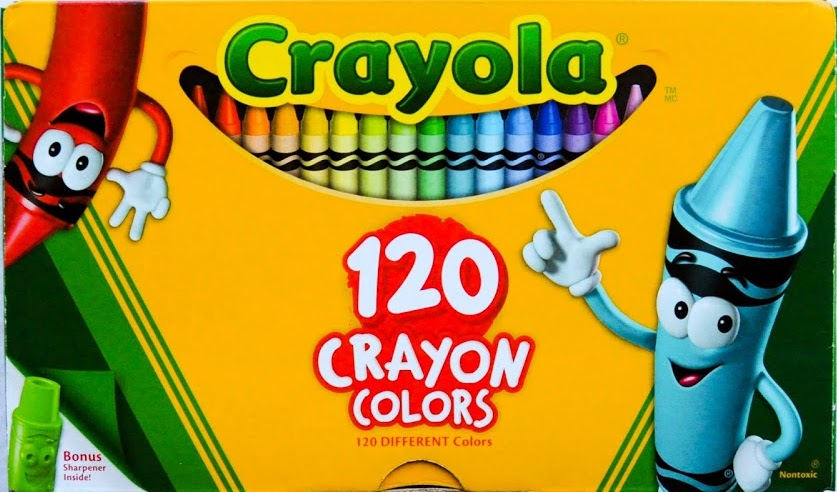 Crayola®
TM
MC
120
CRAYON
COLORS
120 DIFFERENT Colors
Bonus
Sharpener
Inside!
®
®
Nontoxic